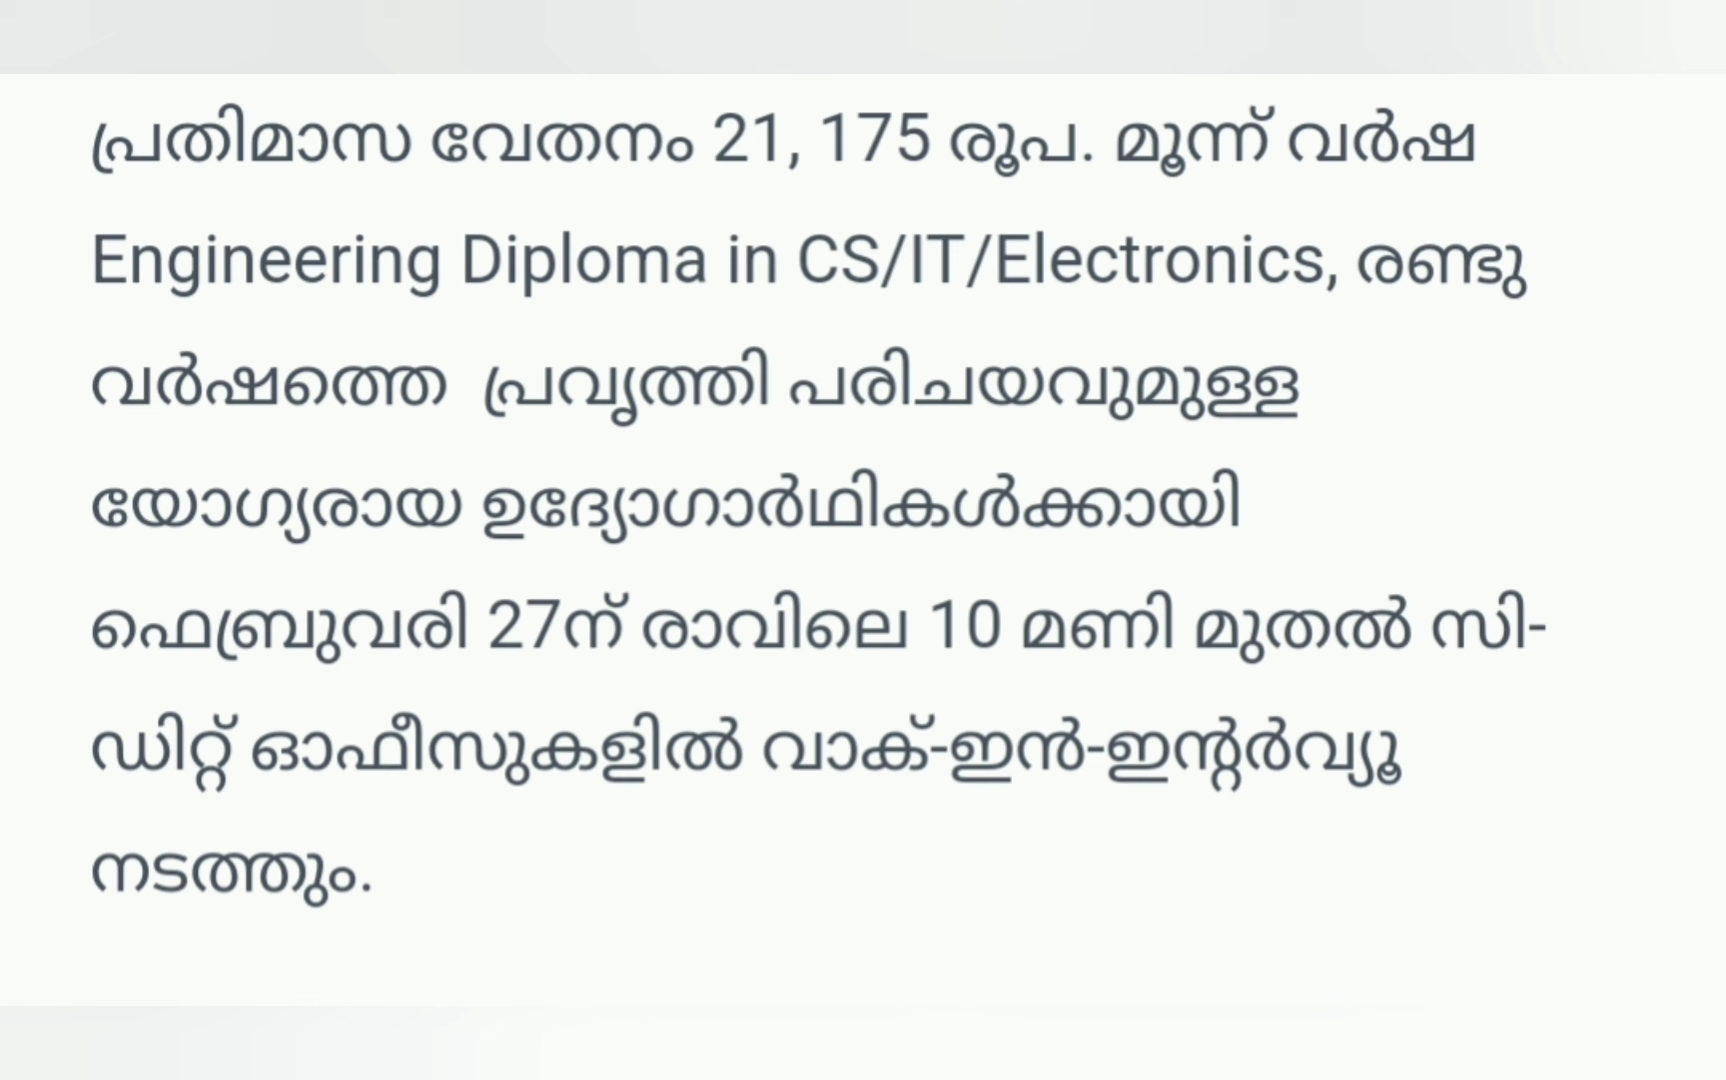 പ്രതിമാസ വേതനം 21, 175 രൂപ. മൂന്ന് വർഷ
Engineering Diploma in CS/IT/Electronics, രണ്ടു
വർഷത്തെ  പ്രവൃത്തി പരിചയവുമുള്ള
യോഗ്യരായ ഉദ്യോഗാർഥികൾക്കായി
ഫെബ്രുവരി 27ന് രാവിലെ 10 മണി മുതൽ സി-
ഡിറ്റ് ഓഫീസുകളിൽ വാക്-ഇൻ-ഇന്റർവ്യൂ
നടത്തും.